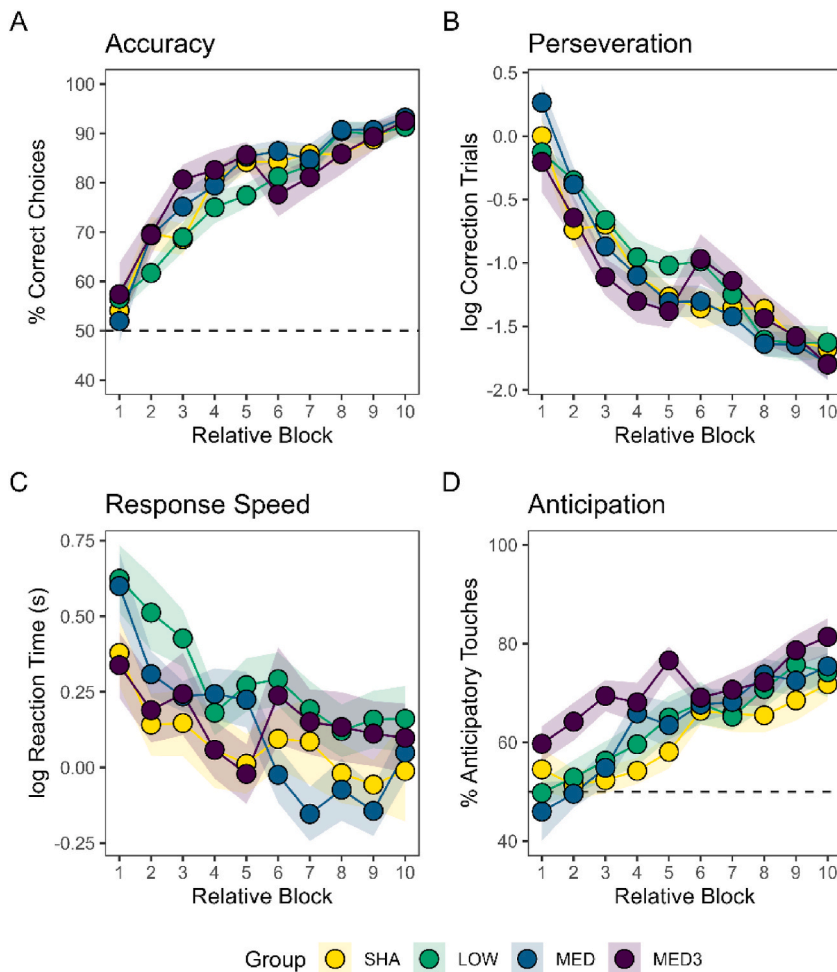 A
Accuracy
% Correct Choices
100
90
80
70
60
50
40
1 2 3 4 5 6 7 8 9 10
Relative Block
B
Perseveration
log Correction Trials
0.0
-0.5
-1.0
-1.5
-2.0
1 2 3 4 5 6 7 8 9 10
Relative Block
C
Response Speed
log Reaction Time (s)
0.75
0.50
0.25
0.00
-0.25
1 2 3 4 5 6 7 8 9 10
Relative Block
D
Anticipation
% Anticipatory Touches
100
80
60
40
1 2 3 4 5 6 7 8 9 10
Relative Block
Group SHA LOW MED MED3